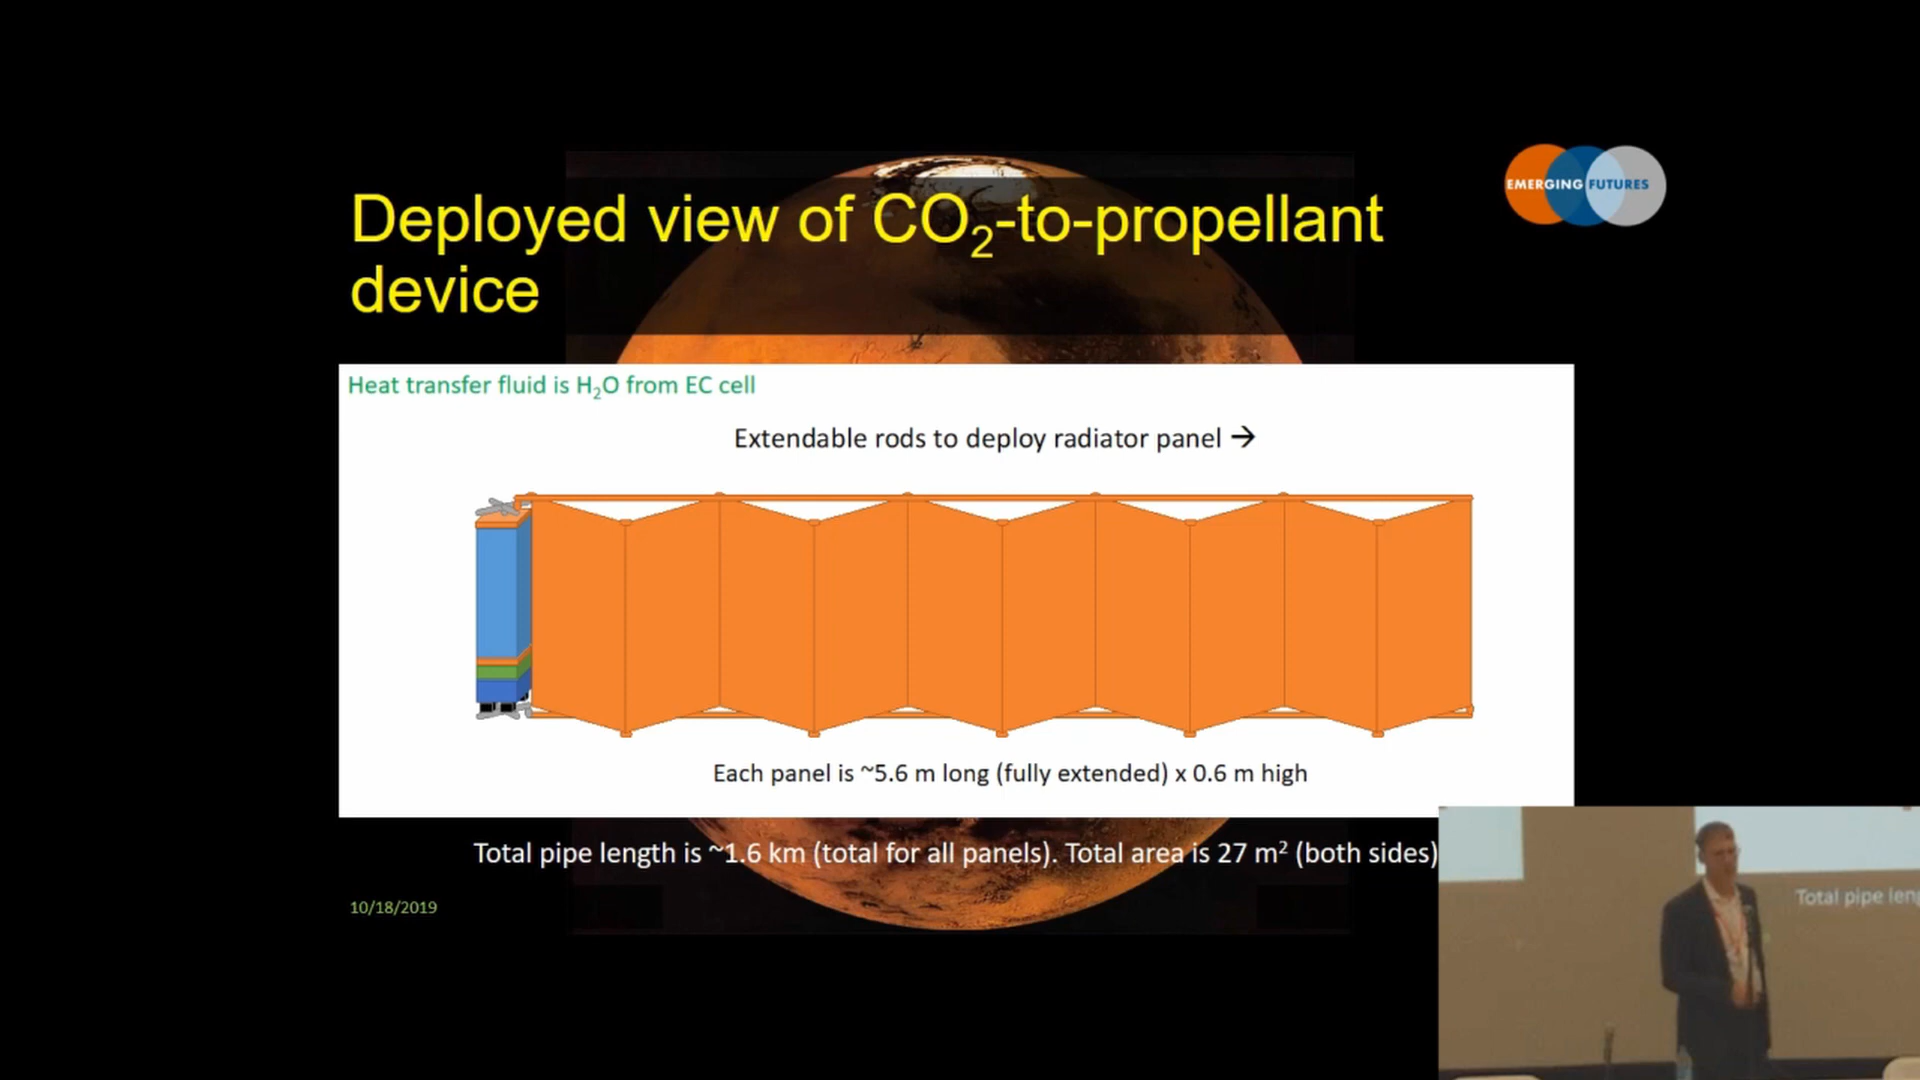 EMERGING FUTURES
Deployed view of CO₂-to-propellant
device
Heat transfer fluid is H₂O from EC cell
Extendable rods to deploy radiator panel →
Each panel is ~5.6 m long (fully extended) x 0.6 m high
Total pipe length is ~1.6 km (total for all panels). Total area is 27 m² (both sides)
10/18/2019
Total pipe leng